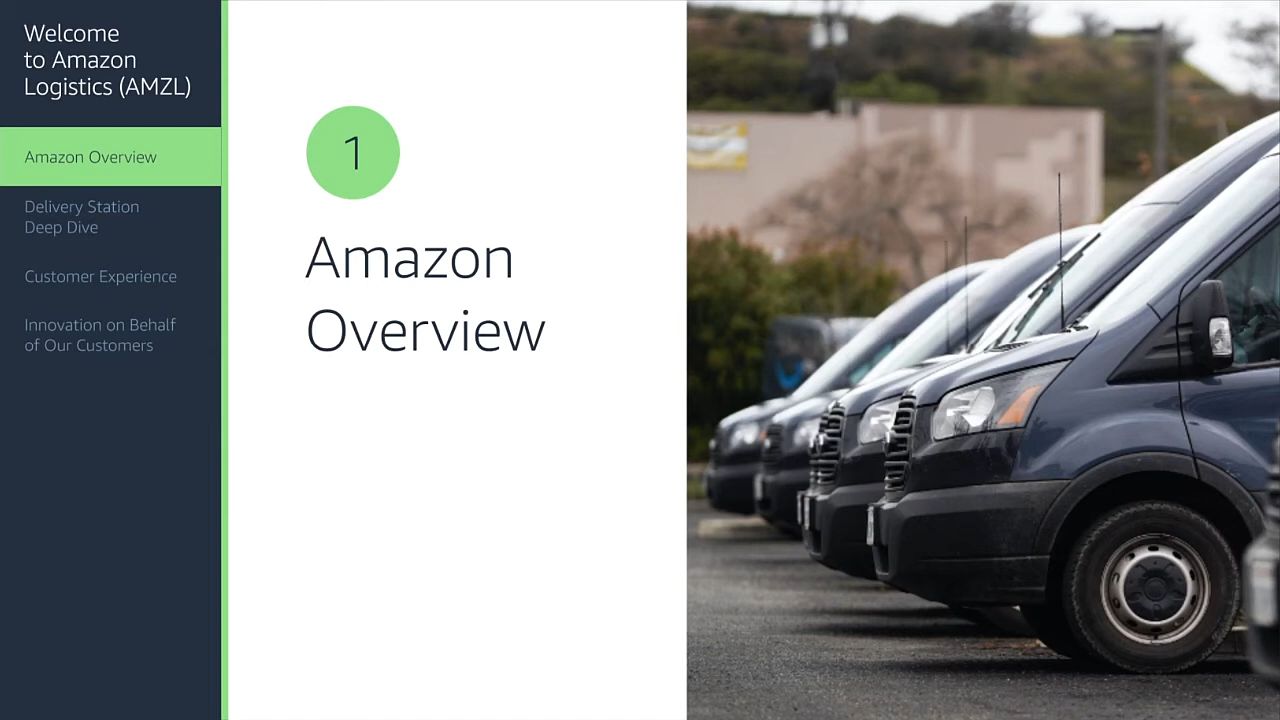 Welcome
to Amazon
Logistics (AMZL)
Amazon Overview
Delivery Station
Deep Dive
Customer Experience
Innovation on Behalf
of Our Customers
1
Amazon
Overview